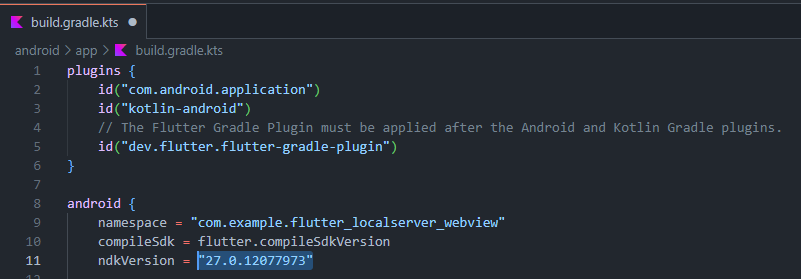 build.gradle.kts
android > app > build.gradle.kts
1 plugins {
2 id("com.android.application")
3 id("kotlin-android")
4 // The Flutter Gradle Plugin must be applied after the Android and Kotlin Gradle plugins.
5 id("dev.flutter.flutter-gradle-plugin")
6 }
7
8 android {
9 namespace = "com.example.flutter_localserver_webview"
10 compileSdk = flutter.compileSdkVersion
11 ndkVersion = "27.0.12077973"